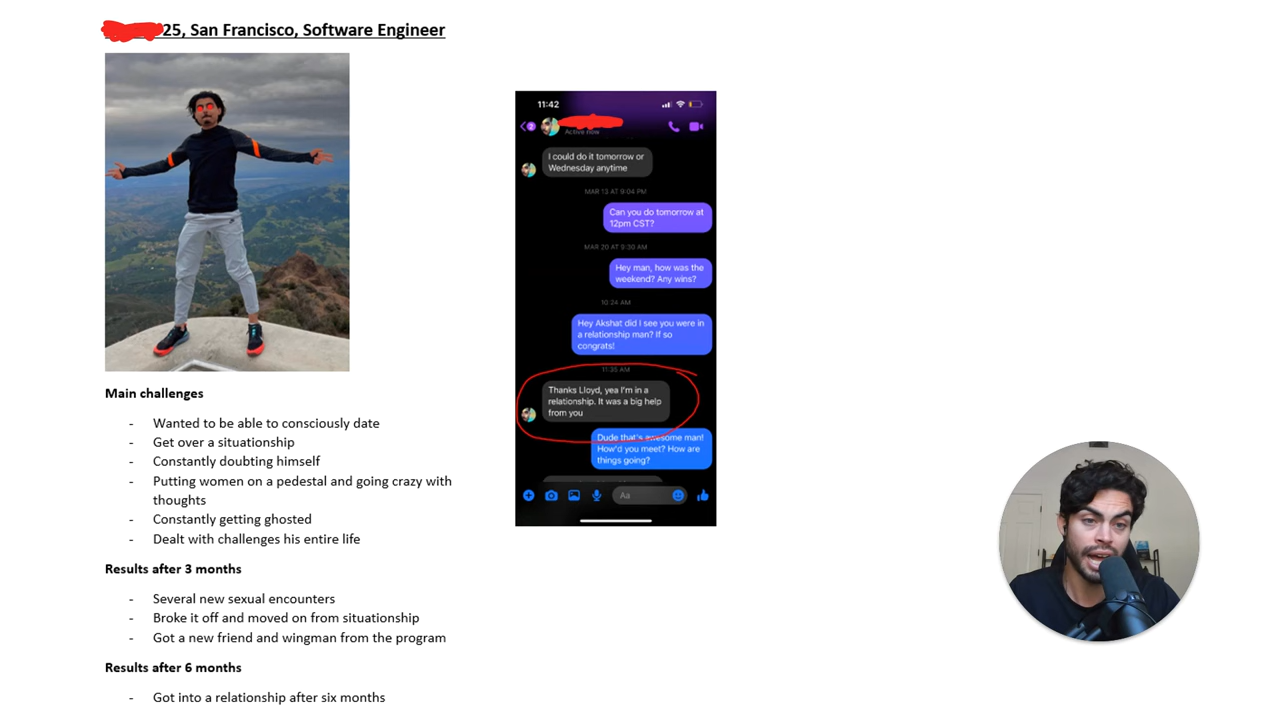 25, San Francisco, Software Engineer
11:42
2
Active now
I could do it tomorrow or
Wednesday anytime
MAR 13 AT 9:04 PM
Can you do tomorrow at
12pm CST?
MAR 20 AT 9:30 AM
Hey man, how was the
weekend? Any wins?
10:24 AM
Hey Akshat did I see you were in
a relationship man? If so
congrats!
11:35 AM
Thanks Lloyd, yea I'm in a
relationship. It was a big help
from you
Dude that's awesome man!
How'd you meet? How are
things going?
Aa
Main challenges
- Wanted to be able to consciously date
- Get over a situationship
- Constantly doubting himself
- Putting women on a pedestal and going crazy with
thoughts
- Constantly getting ghosted
- Dealt with challenges his entire life
Results after 3 months
- Several new sexual encounters
- Broke it off and moved on from situationship
- Got a new friend and wingman from the program
Results after 6 months
- Got into a relationship after six months